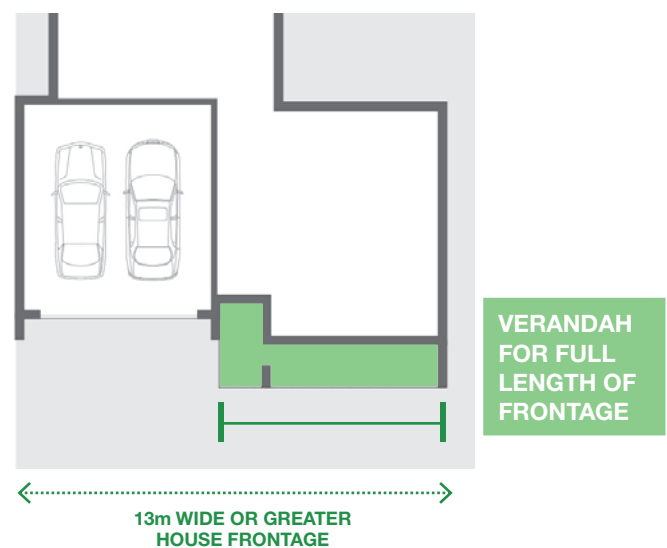 VERANDAH
FOR FULL
LENGTH OF
FRONTAGE
13m WIDE OR GREATER
HOUSE FRONTAGE